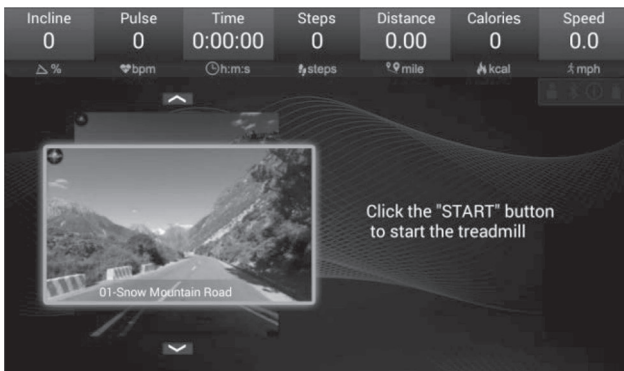 Incline Pulse Time Steps Distance Calories Speed
0 0 0:00:00 0 0.00 0 0.0
% bpm h:m:s steps mile kcal mph
Click the "START" button
to start the treadmill
01-Snow Mountain Road